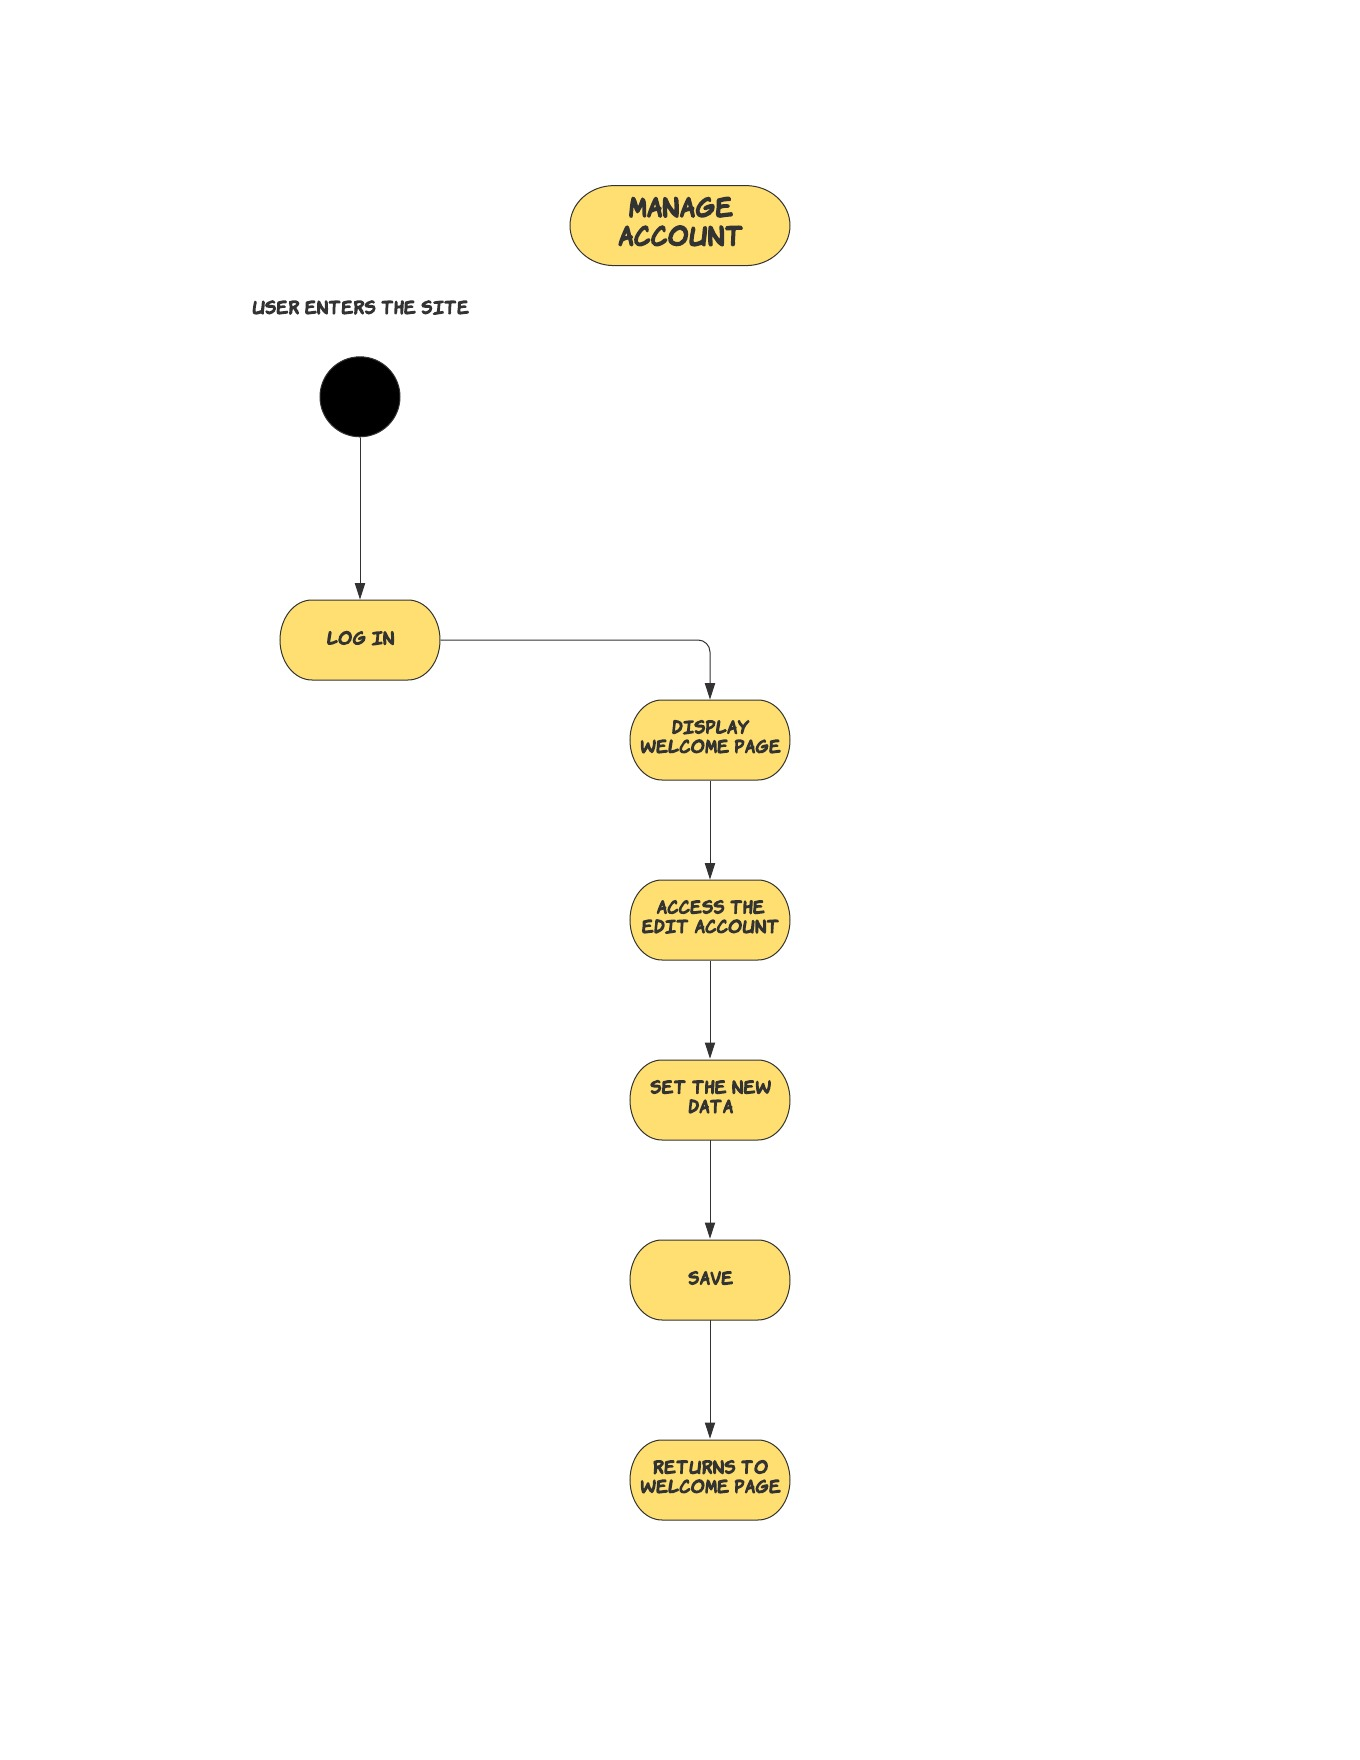 MANAGE
ACCOUNT
USER ENTERS THE SITE
LOG IN
DISPLAY
WELCOME PAGE
ACCESS THE
EDIT ACCOUNT
SET THE NEW
DATA
SAVE
RETURNS TO
WELCOME PAGE